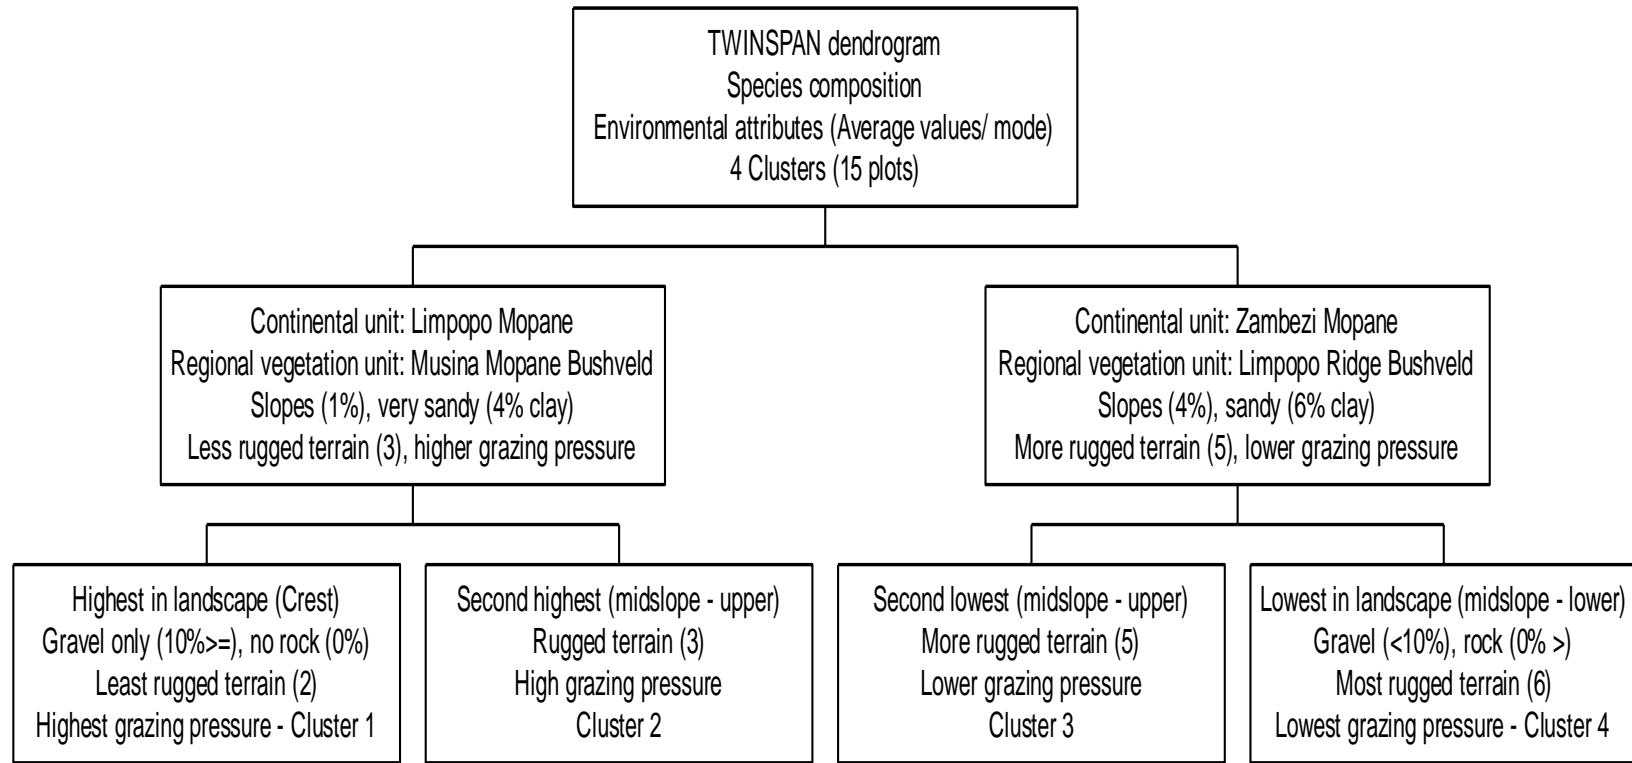 TWINSPAN dendrogram
Species composition
Environmental attributes (Average values/ mode)
4 Clusters (15 plots)
Continental unit: Limpopo Mopane
Regional vegetation unit: Musina Mopane Bushveld
Slopes (1%), very sandy (4% clay)
Less rugged terrain (3), higher grazing pressure
Continental unit: Zambezi Mopane
Regional vegetation unit: Limpopo Ridge Bushveld
Slopes (4%), sandy (6% clay)
More rugged terrain (5), lower grazing pressure
Highest in landscape (Crest)
Gravel only (10%>=), no rock (0%)
Least rugged terrain (2)
Highest grazing pressure - Cluster 1
Second highest (midslope - upper)
Rugged terrain (3)
High grazing pressure
Cluster 2
Second lowest (midslope - upper)
More rugged terrain (5)
Lower grazing pressure
Cluster 3
Lowest in landscape (midslope - lower)
Gravel (<10%), rock (0% >)
Most rugged terrain (6)
Lowest grazing pressure - Cluster 4